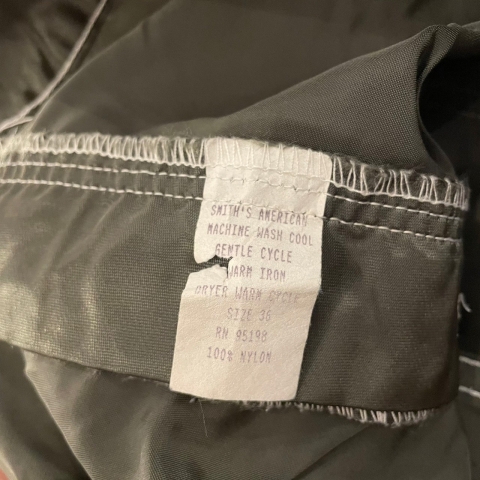 SMITH'S AMERICAN
MACHINE WASH COOL
GENTLE CYCLE
WARM IRON
DRYER WARM CYCLE
SIZE 36
RN 95198
100% NYLON